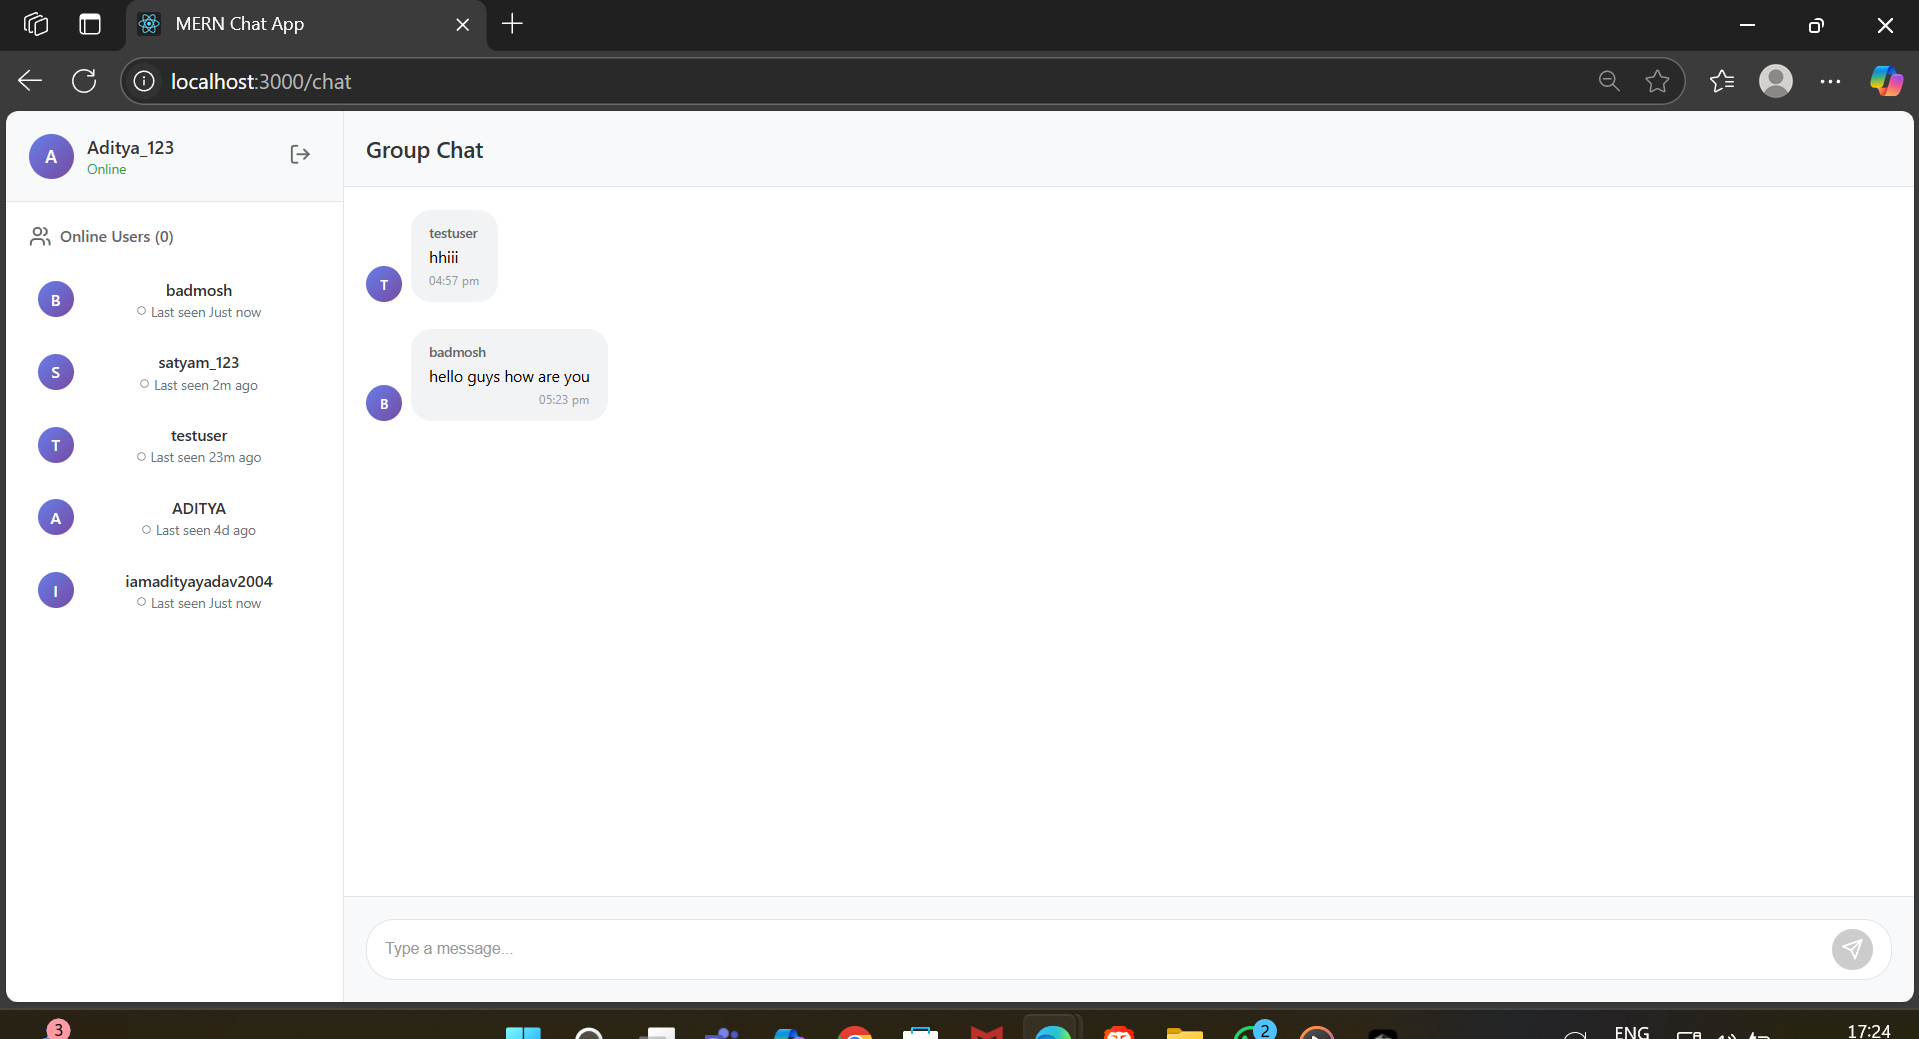 MERN Chat App
localhost:3000/chat
A
Aditya_123
Online
Online Users (0)
B
badmosh
Last seen Just now
S
satyam_123
Last seen 2m ago
T
testuser
Last seen 23m ago
A
ADITYA
Last seen 4d ago
I
iamadityayadav2004
Last seen Just now
Group Chat
testuser
hhiii
04:57 pm
T
badmosh
hello guys how are you
05:23 pm
B
Type a message...
3
2
ENG
17:24